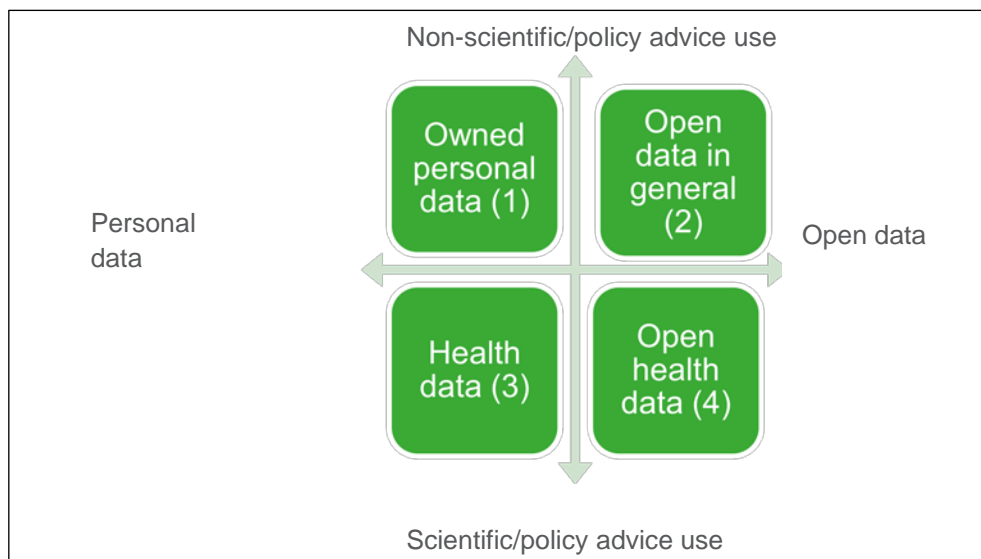 Non-scientific/policy advice use
Owned
personal
data (1)
Open
data in
general
(2)
Personal
data
Open data
Health
data (3)
Open
health
data (4)
Scientific/policy advice use